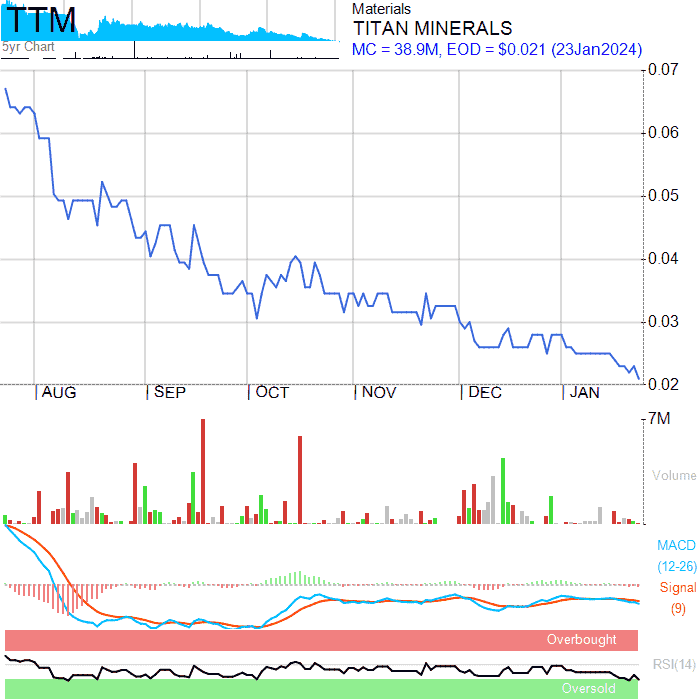 TTM
5yr Chart
Materials
TITAN MINERALS
MC = 38.9M, EOD = $0.021 (23Jan2024)
0.07
0.06
0.05
0.04
0.03
0.02
AUG SEP OCT NOV DEC JAN
7M
Volume
MACD
(12-26)
Signal
(9)
Overbought
RSI(14)
Oversold